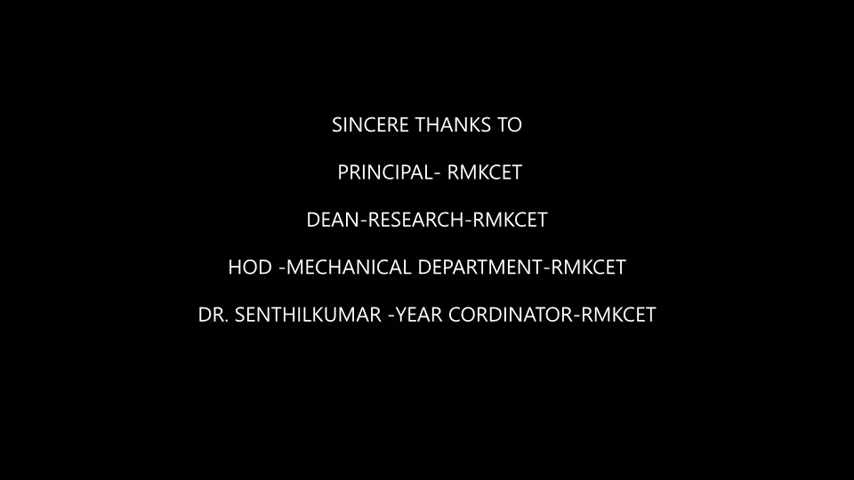 SINCERE THANKS TO
PRINCIPAL- RMKCET
DEAN-RESEARCH-RMKCET
HOD -MECHANICAL DEPARTMENT-RMKCET
DR. SENTHILKUMAR -YEAR CORDINATOR-RMKCET